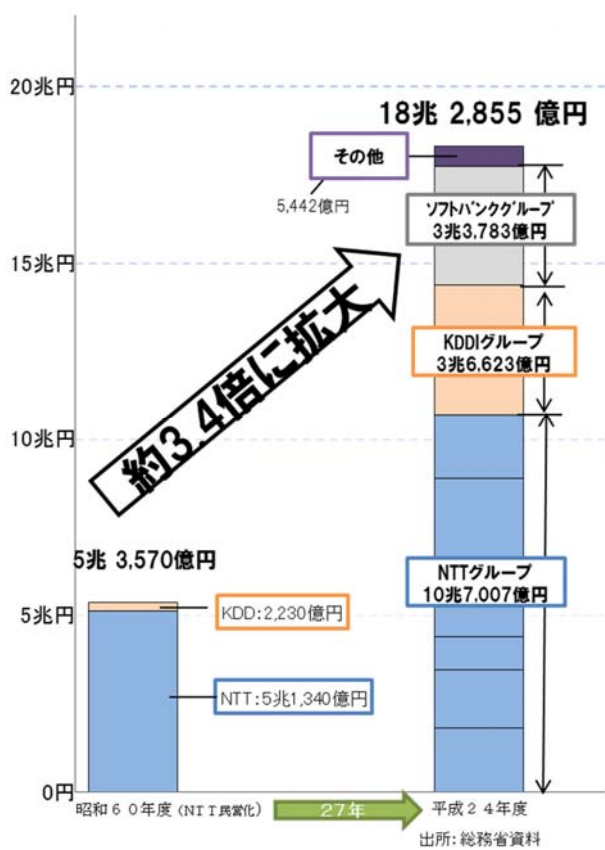 20兆円
18兆 2,855 億円
その他
5,442億円
ソフトバンクグループ
3兆3,783億円
15兆円
約3.4倍に拡大
KDDIグループ
3兆6,623億円
10兆円
5兆 3,570億円
NTTグループ
10兆7,007億円
5兆円
KDD:2,230億円
NTT:5兆1,340億円
0円
昭和60年度(NTT民営化)
27年
平成24年度
出所:総務省資料